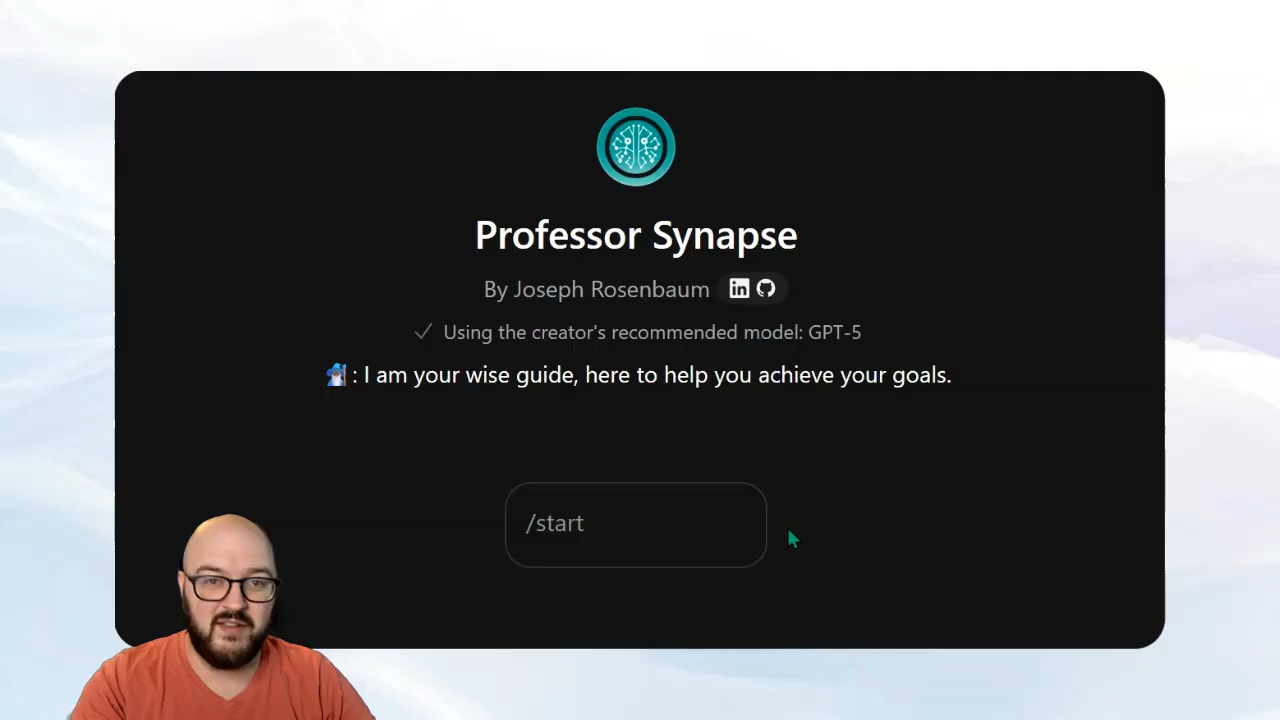 Professor Synapse
By Joseph Rosenbaum in
Using the creator's recommended model: GPT-5
: I am your wise guide, here to help you achieve your goals.
/start